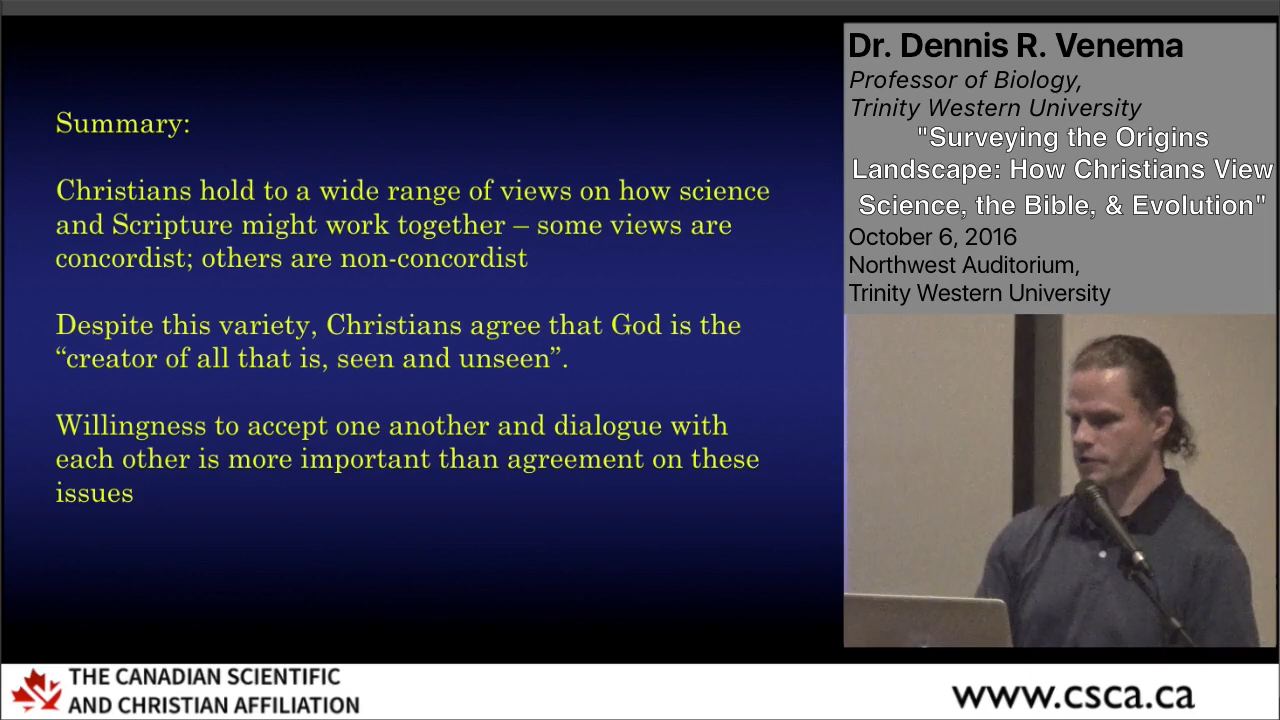 Summary:
Christians hold to a wide range of views on how science
and Scripture might work together – some views are
concordist; others are non-concordist
Despite this variety, Christians agree that God is the
“creator of all that is, seen and unseen”.
Willingness to accept one another and dialogue with
each other is more important than agreement on these
issues
Dr. Dennis R. Venema
Professor of Biology,
Trinity Western University
"Surveying the Origins
Landscape: How Christians View
Science, the Bible, & Evolution"
October 6, 2016
Northwest Auditorium,
Trinity Western University
THE CANADIAN SCIENTIFIC
AND CHRISTIAN AFFILIATION
www.csca.ca